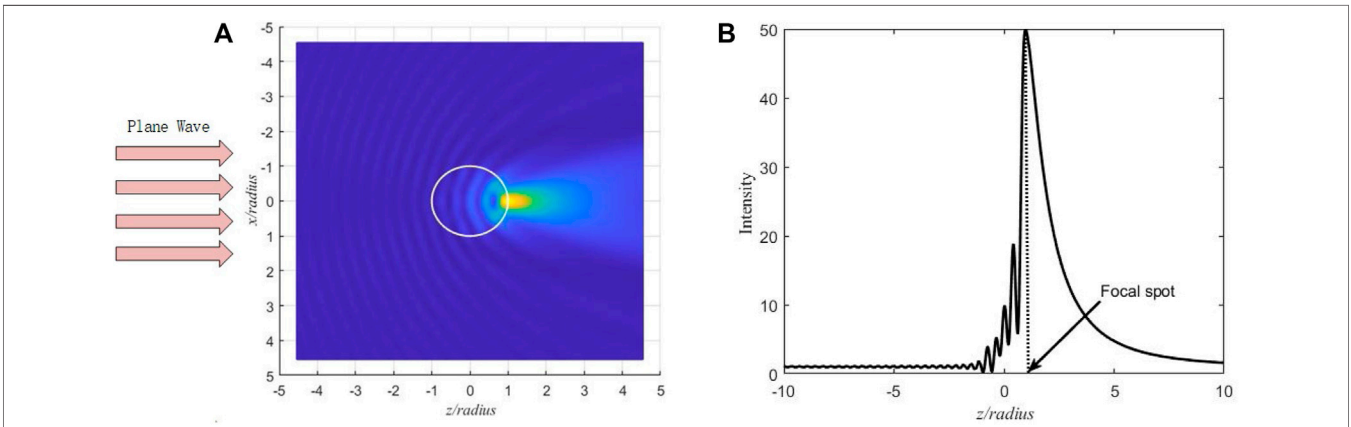 A
Plane Wave
-5
-4
-3
-2
-1
0
1
2
3
4
5
x/radius
-5 -4 -3 -2 -1 0 1 2 3 4 5
z/radius
B
50
40
30
20
10
0
Intensity
Focal spot
-10 -5 0 5 10
z/radius